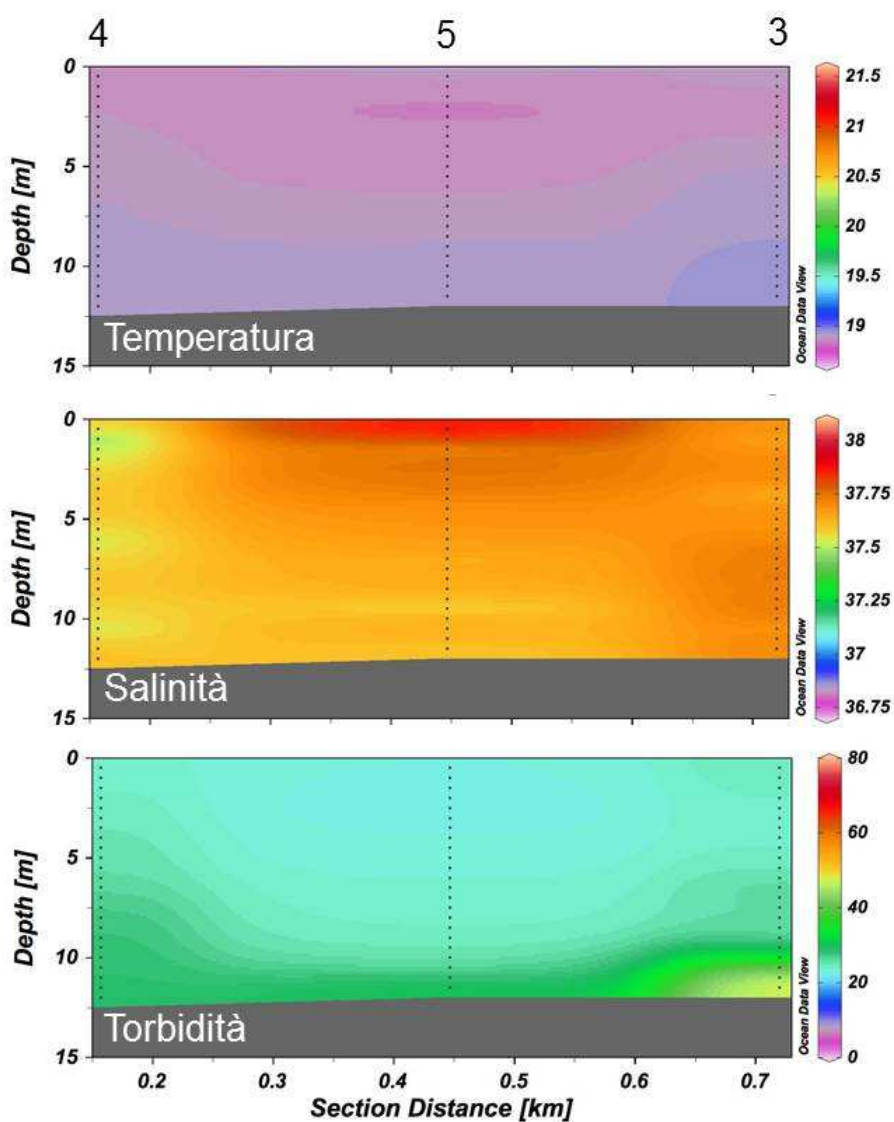 4 5 3
0
5
10
15
Depth [m]
Temperatura
21.5
21
20.5
20
19.5
19
Ocean Data View
0
5
10
15
Depth [m]
Salinità
38
37.75
37.5
37.25
37
36.75
Ocean Data View
0
5
10
15
Depth [m]
Torbidità
80
60
40
20
0
Ocean Data View
0.2 0.3 0.4 0.5 0.6 0.7
Section Distance [km]